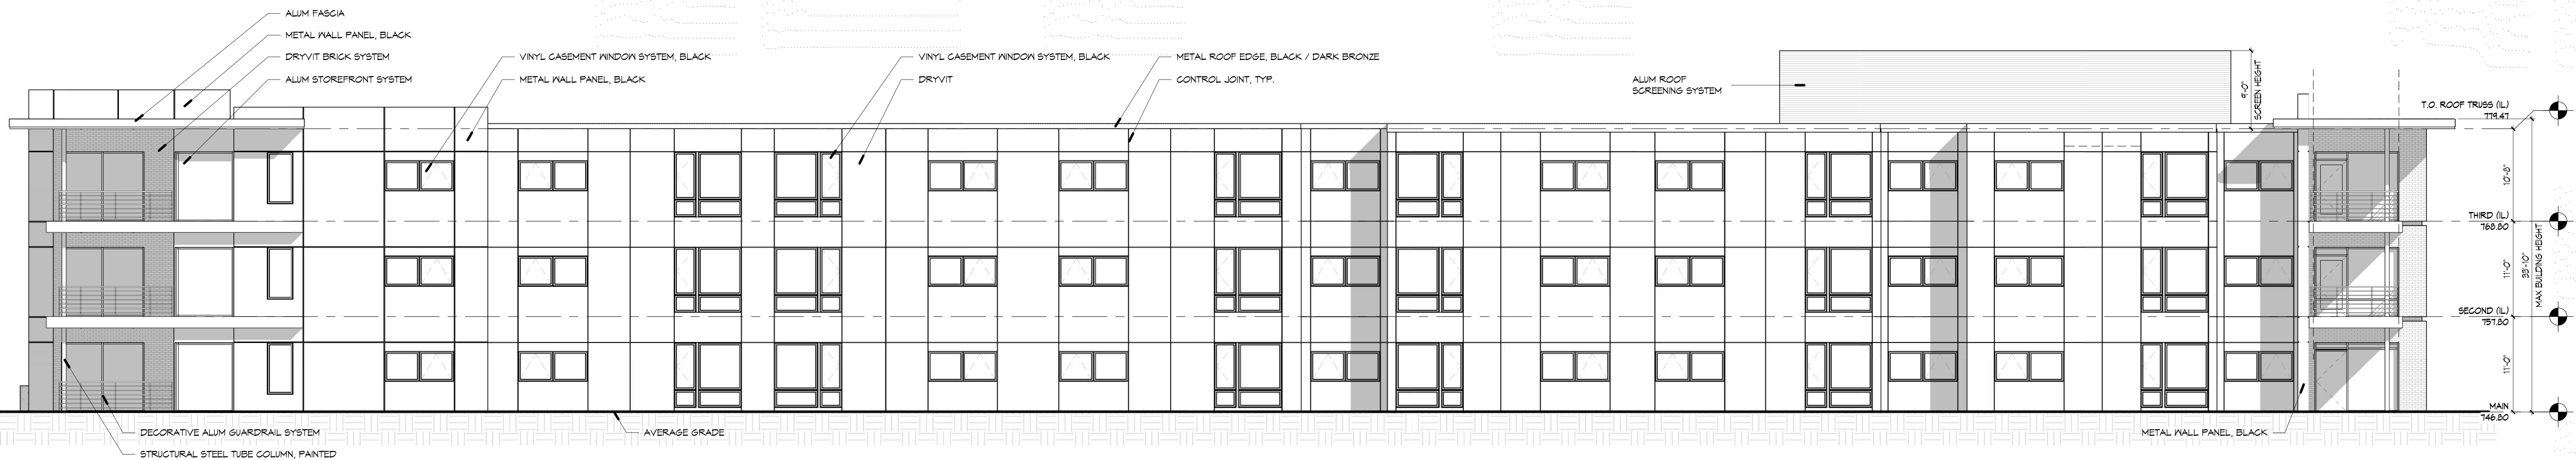 ALUM FASCIA
METAL WALL PANEL, BLACK
DRYVIT BRICK SYSTEM
ALUM STOREFRONT SYSTEM
VINYL CASEMENT WINDOW SYSTEM, BLACK
METAL WALL PANEL, BLACK
VINYL CASEMENT WINDOW SYSTEM, BLACK
DRYVIT
METAL ROOF EDGE, BLACK / DARK BRONZE
CONTROL JOINT, TYP.
ALUM ROOF
SCREENING SYSTEM
9'-0"
SCREEN HEIGHT
T.O. ROOF TRUSS (IL)
779.47
10'-8"
THIRD (IL)
768.80
11'-0"
33'-10"
MAX BUILDING HEIGHT
SECOND (IL)
757.80
11'-0"
MAIN
746.80
DECORATIVE ALUM GUARDRAIL SYSTEM
STRUCTURAL STEEL TUBE COLUMN, PAINTED
AVERAGE GRADE
METAL WALL PANEL, BLACK